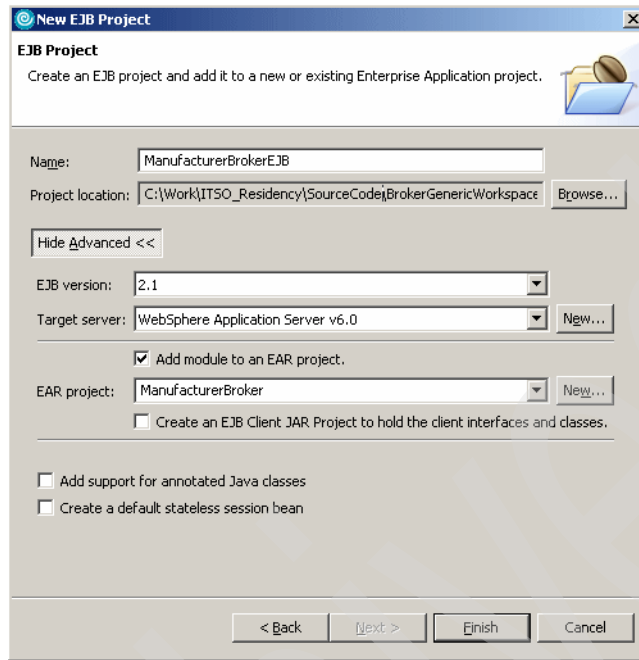 New EJB Project
EJB Project
Create an EJB project and add it to a new or existing Enterprise Application project.
Name: ManufacturerBrokerEJB
Project location: C:\Work\ITSO_Residency\SourceCode\BrokerGenericWorkspace Browse...
Hide Advanced <<
EJB version: 2.1
Target server: WebSphere Application Server v6.0 New...
Add module to an EAR project.
EAR project: ManufacturerBroker New...
Create an EJB Client JAR Project to hold the client interfaces and classes.
Add support for annotated Java classes
Create a default stateless session bean
< Back Next > Finish Cancel